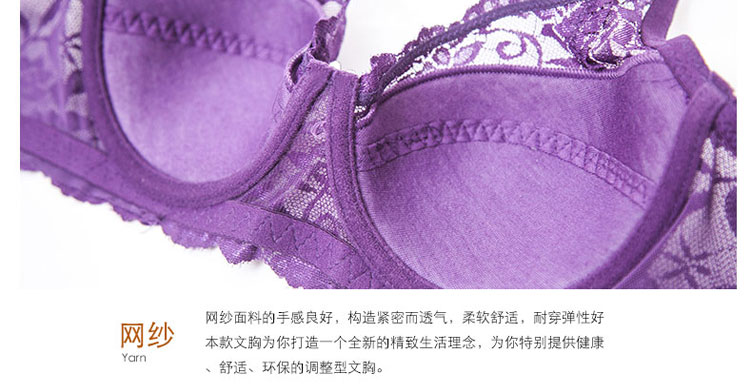 网纱
Yarn
网纱面料的手感良好，构造紧密而透气，柔软舒适，耐穿弹性好
本款文胸为你打造一个全新的精致生活理念，为你特别提供健康
、舒适、环保的调整型文胸。